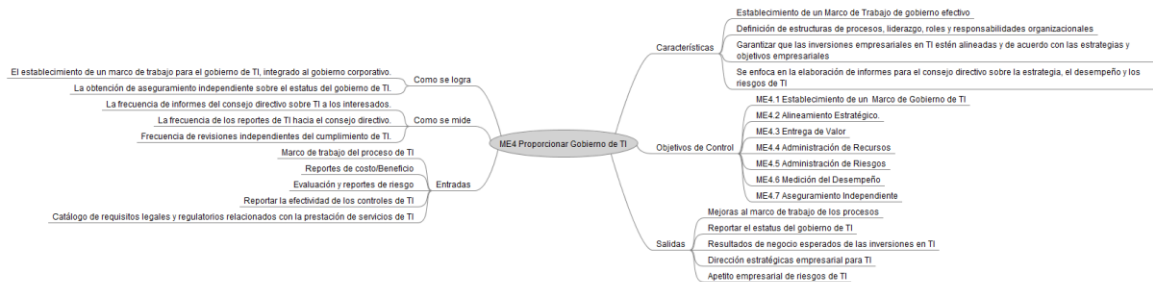 El establecimiento de un marco de trabajo para el gobierno de TI, integrado al gobierno corporativo.
La obtención de aseguramiento independiente sobre el estatus del gobierno de TI.
Como se logra
La frecuencia de informes del consejo directivo sobre TI a los interesados.
La frecuencia de los reportes de TI hacia el consejo directivo.
Frecuencia de revisiones independientes del cumplimiento de TI.
Como se mide
Marco de trabajo del proceso de TI
Reportes de costo/Beneficio
Evaluación y reportes de riesgo
Reportar la efectividad de los controles de TI
Catálogo de requisitos legales y regulatorios relacionados con la prestación de servicios de TI
Entradas
ME4 Proporcionar Gobierno de TI
Características
Establecimiento de un Marco de Trabajo de gobierno efectivo
Definición de estructuras de procesos, liderazgo, roles y responsabilidades organizacionales
Garantizar que las inversiones empresariales en TI estén alineadas y de acuerdo con las estrategias y
objetivos empresariales
Se enfoca en la elaboración de informes para el consejo directivo sobre la estrategia, el desempeño y los
riesgos de TI
Objetivos de Control
ME4.1 Establecimiento de un Marco de Gobierno de TI
ME4.2 Alineamiento Estratégico.
ME4.3 Entrega de Valor
ME4.4 Administración de Recursos
ME4.5 Administración de Riesgos
ME4.6 Medición del Desempeño
ME4.7 Aseguramiento Independiente
Salidas
Mejoras al marco de trabajo de los procesos
Reportar el estatus del gobierno de TI
Resultados de negocio esperados de las inversiones en TI
Dirección estratégicas empresarial para TI
Apetito empresarial de riesgos de TI